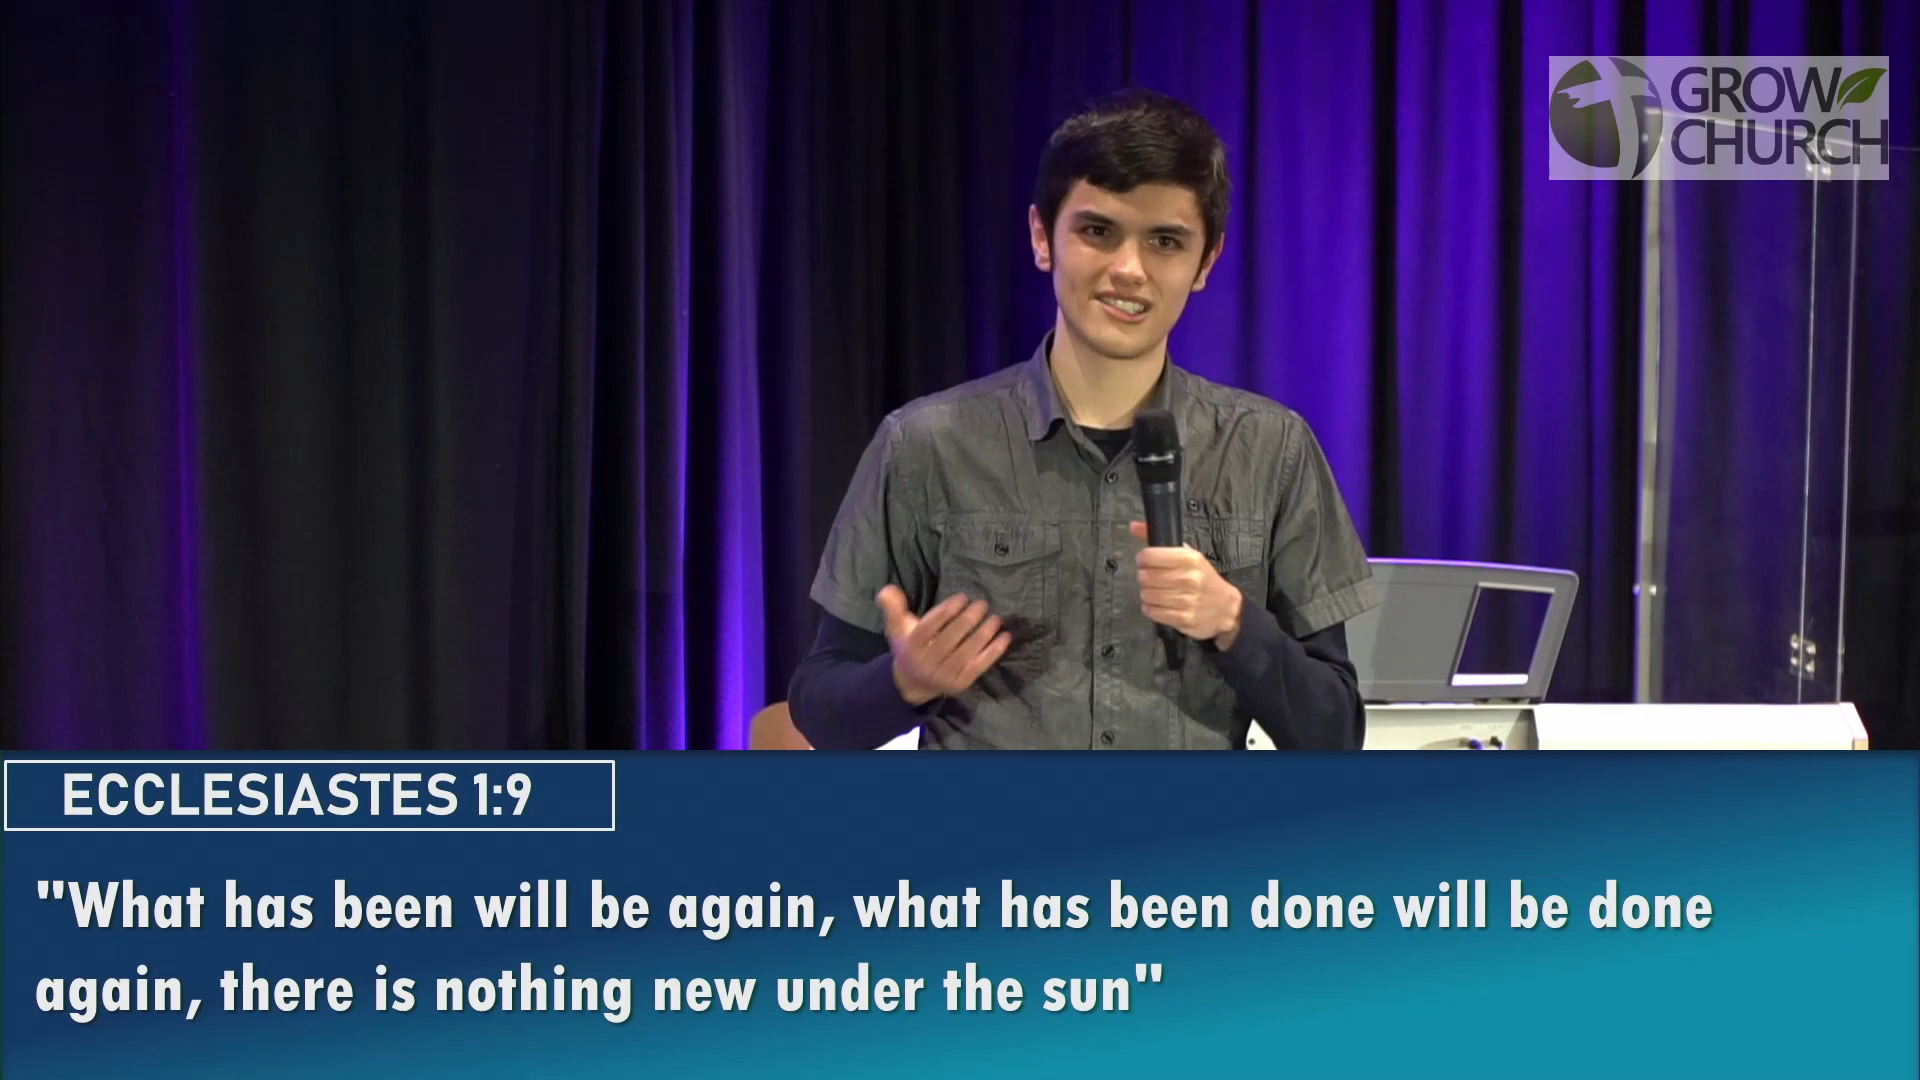 GROW
CHURCH
ECCLESIASTES 1:9
"What has been will be again, what has been done will be done
again, there is nothing new under the sun"